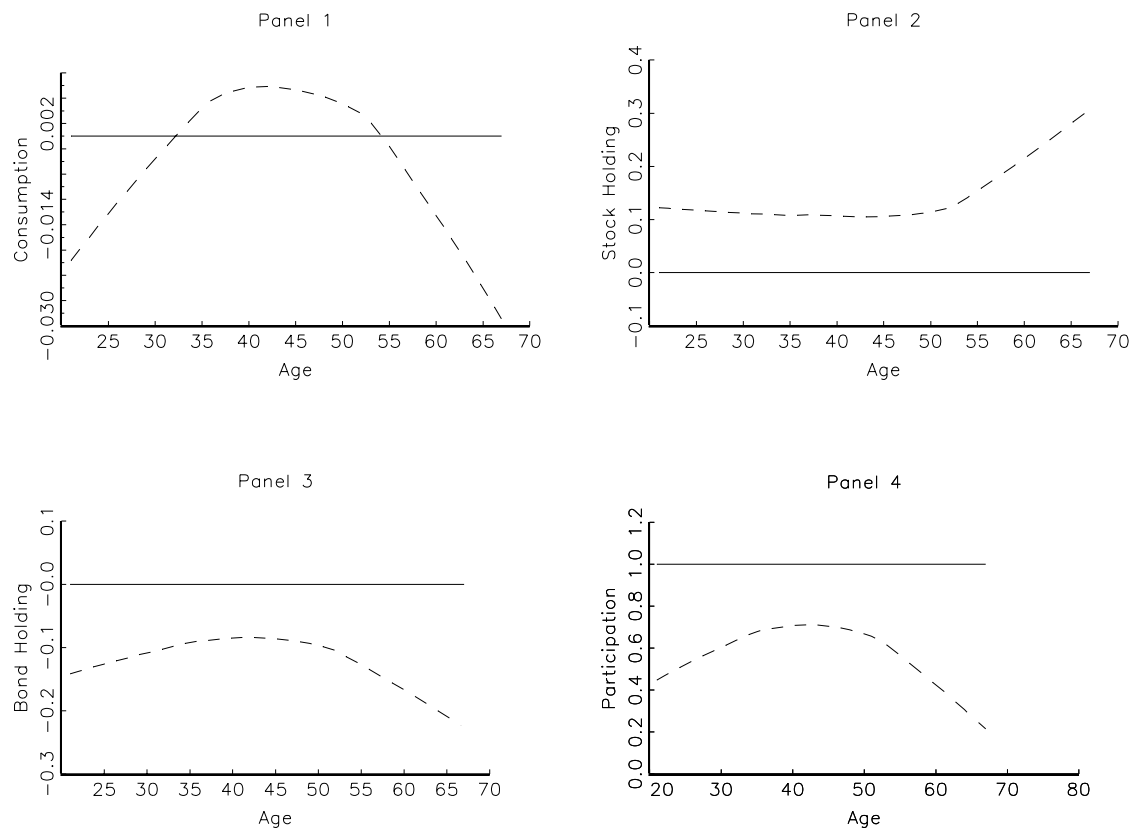 Panel 1
Consumption
0.002
−0.014
−0.030
25 30 35 40 45 50 55 60 65 70
Age
Panel 2
Stock Holding
0.4
0.3
0.2
0.1
0.0
−0.1
25 30 35 40 45 50 55 60 65 70
Age
Panel 3
Bond Holding
0.1
−0.0
−0.1
−0.2
−0.3
25 30 35 40 45 50 55 60 65 70
Age
Panel 4
Participation
1.2
1.0
0.8
0.6
0.4
0.2
0.0
20 30 40 50 60 70 80
Age